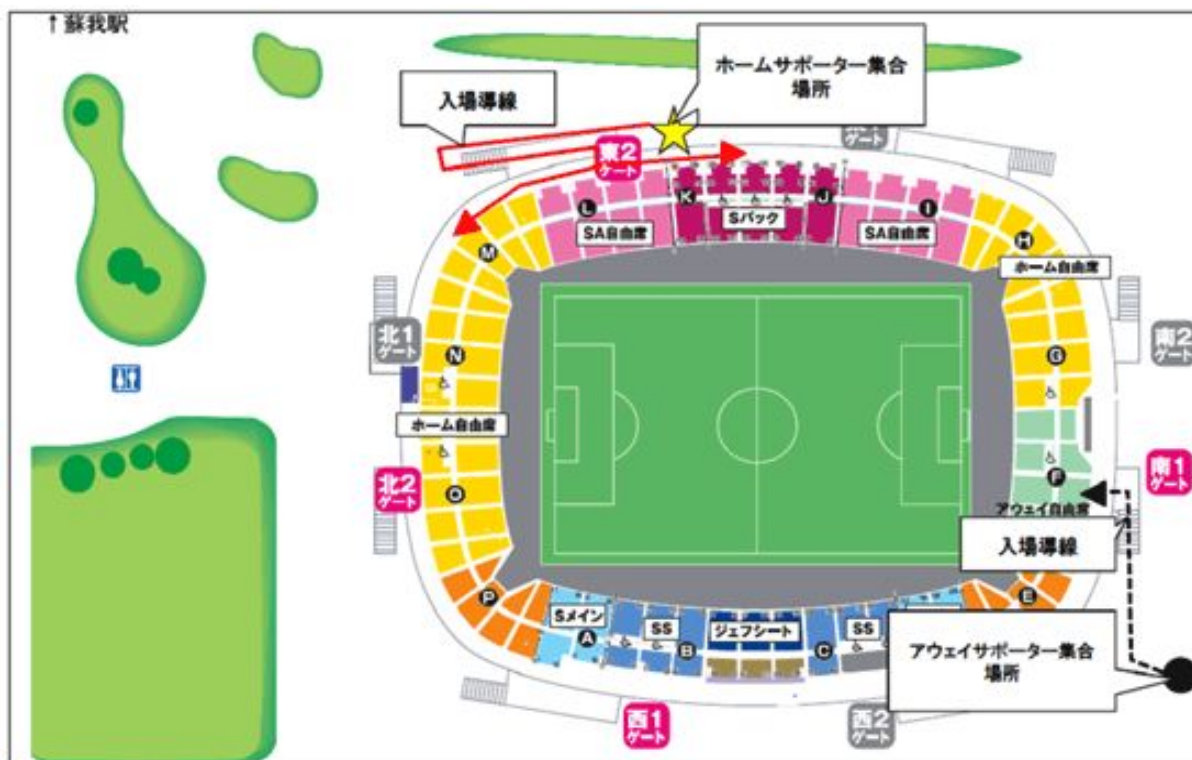 ↑蘇我駅
ホームサポーター集合
場所
入場導線
東2
ゲート
K
Sバック
J
L
SA自由席
I
SA自由席
M
H
ホーム自由席
北1
ゲート
N
G
南2
ゲート
ホーム自由席
北2
ゲート
O
F
南1
ゲート
アウェイ自由席
入場導線
P
E
Sメイン
A
SS
B
ジェフシート
C
SS
アウェイサポーター集合
場所
西1
ゲート
西2
ゲート